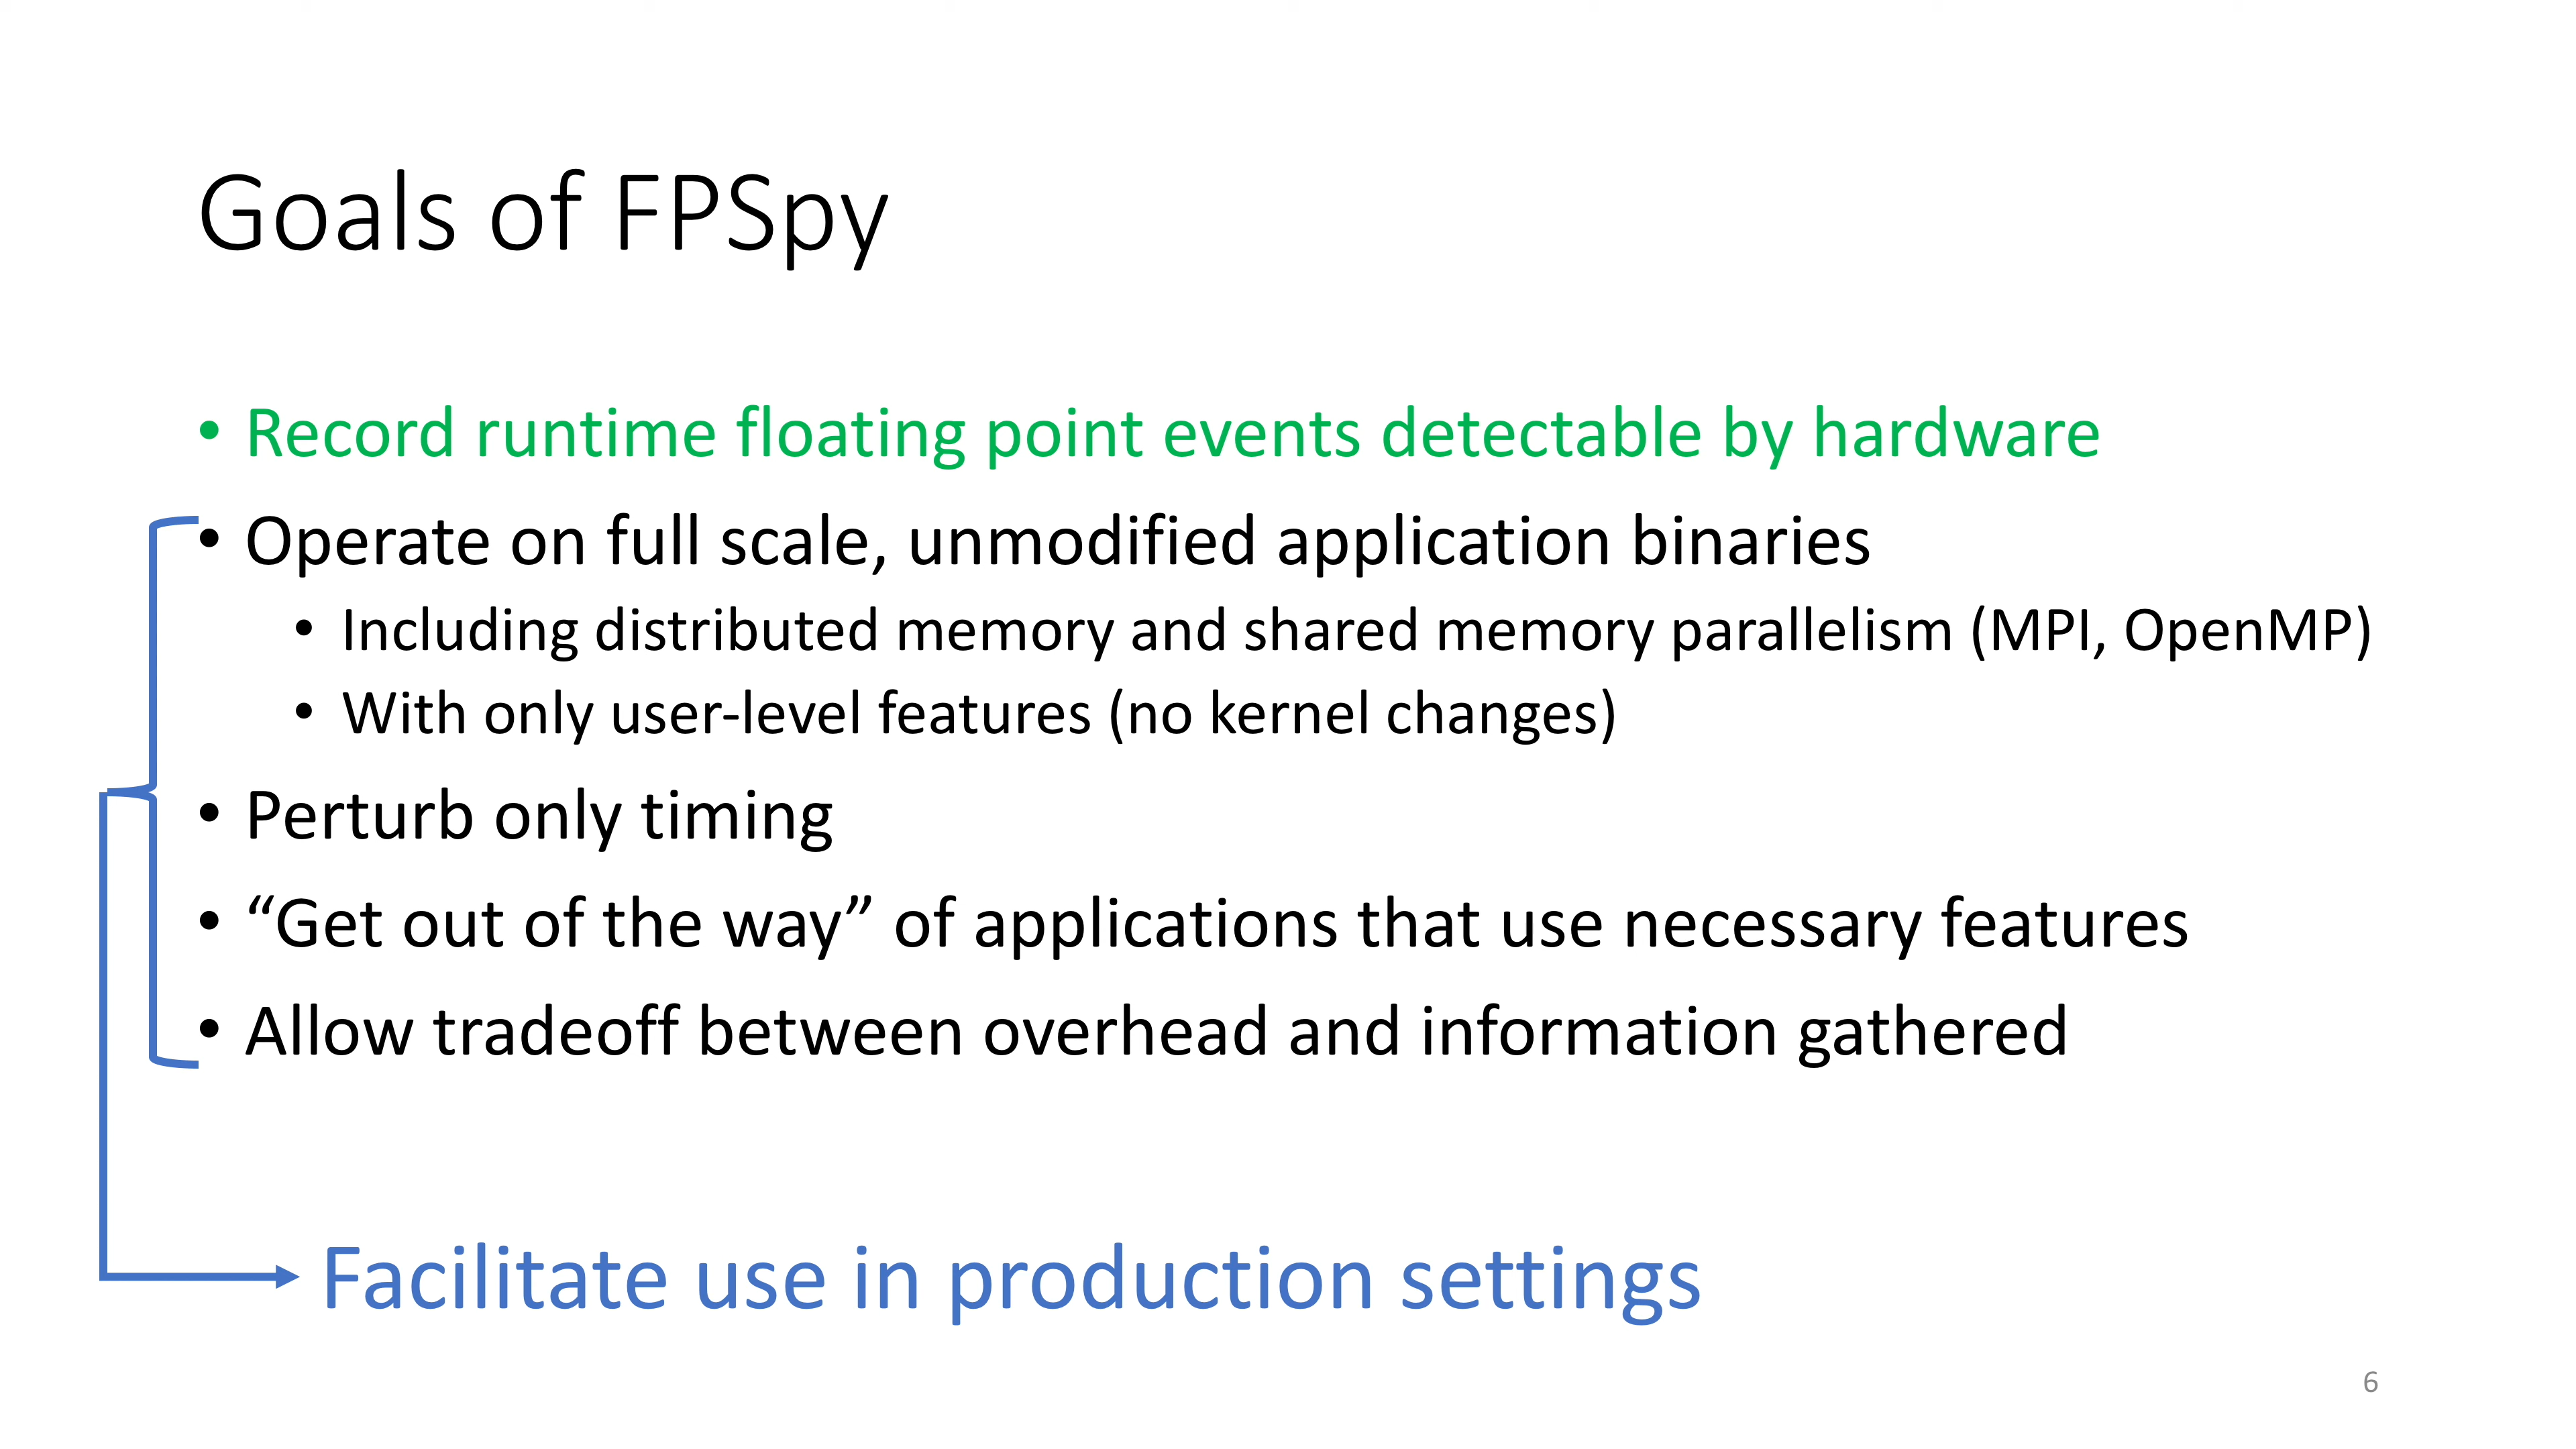 Goals of FPSpy
• Record runtime floating point events detectable by hardware
• Operate on full scale, unmodified application binaries
• Including distributed memory and shared memory parallelism (MPI, OpenMP)
• With only user-level features (no kernel changes)
• Perturb only timing
• “Get out of the way” of applications that use necessary features
• Allow tradeoff between overhead and information gathered
Facilitate use in production settings
6